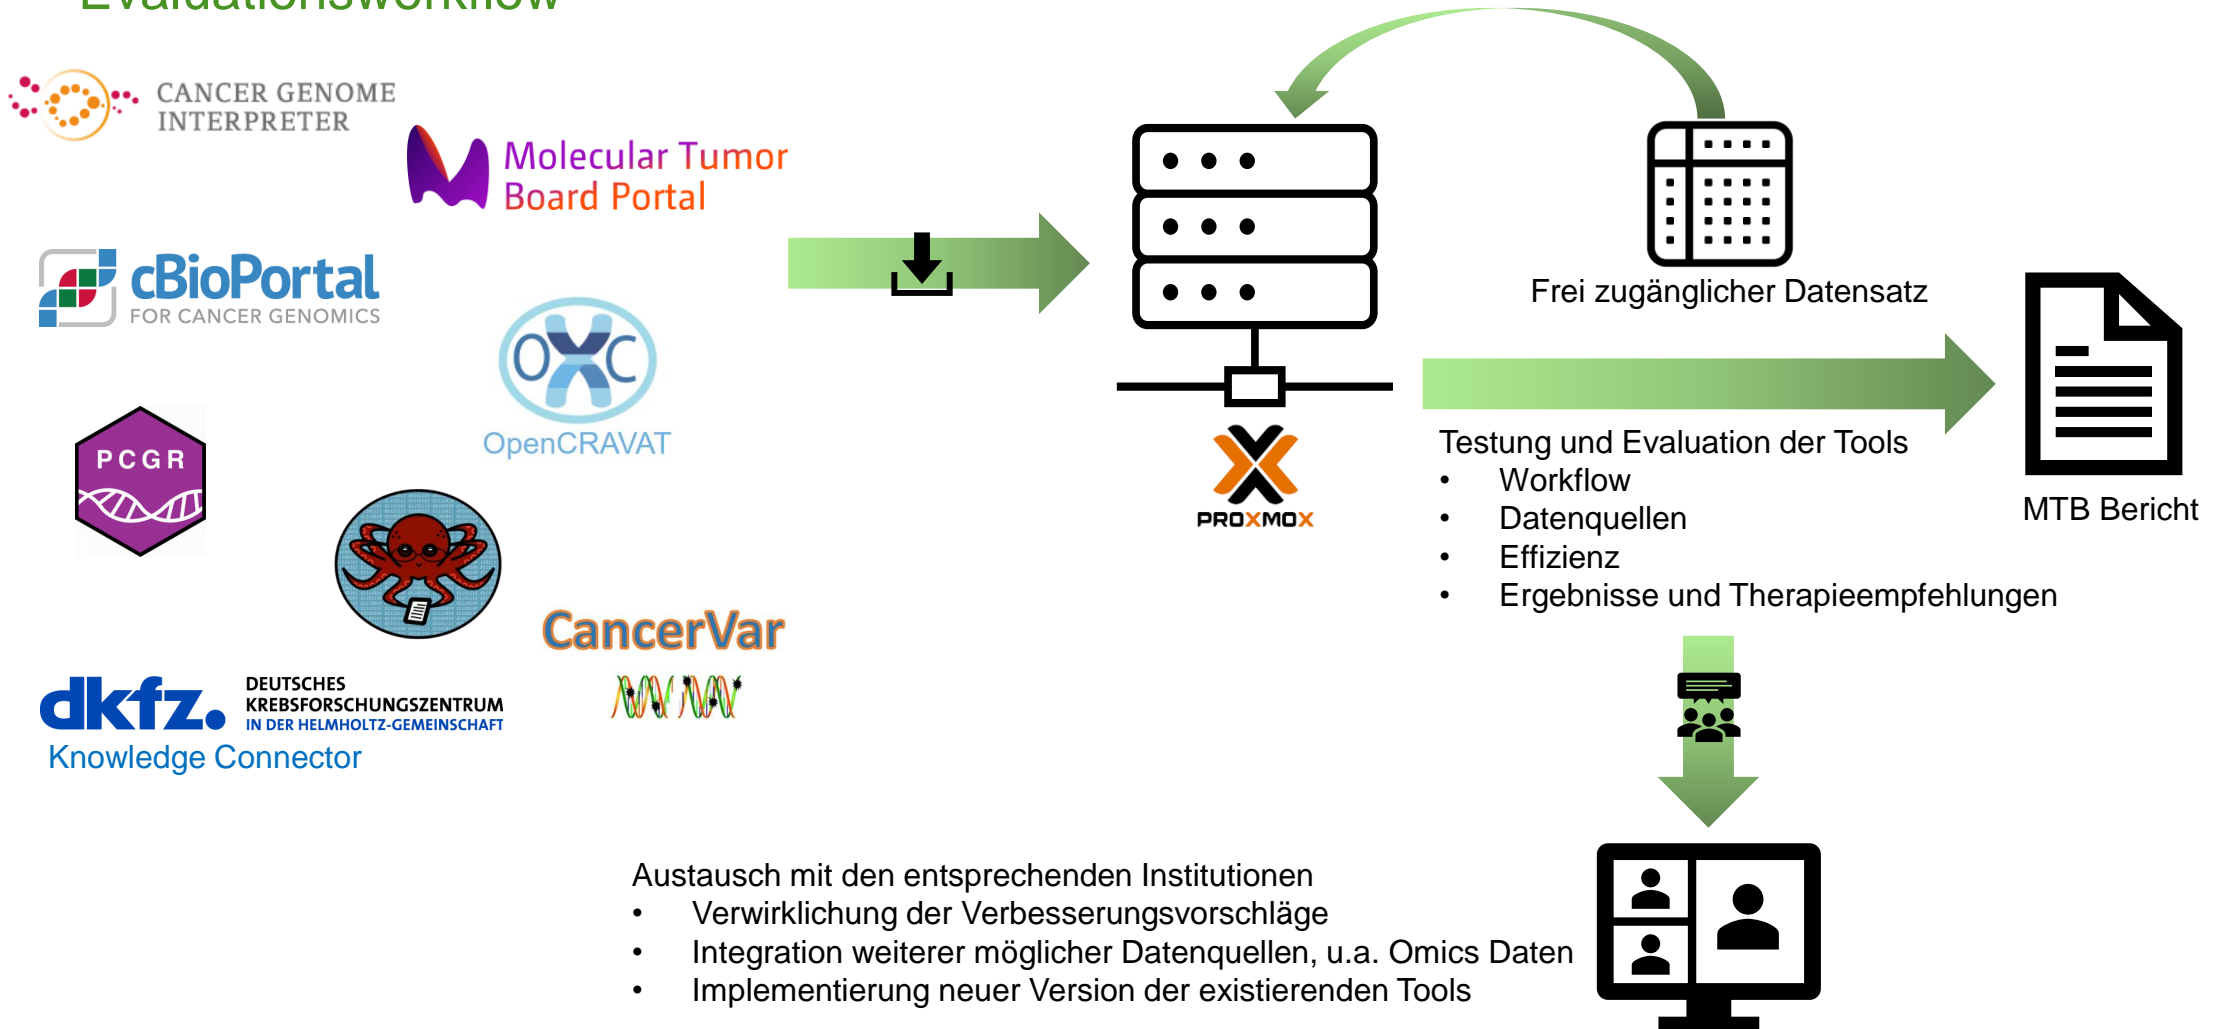 Evaluationsworkflow
CANCER GENOME
INTERPRETER
Molecular Tumor
Board Portal
cBioPortal
FOR CANCER GENOMICS
OXC
OpenCRAVAT
PCGR
CancerVar
dkfz.
DEUTSCHES
KREBSFORSCHUNGSZENTRUM
IN DER HELMHOLTZ-GEMEINSCHAFT
Knowledge Connector
PROXMOX
Frei zugänglicher Datensatz
Testung und Evaluation der Tools
• Workflow
• Datenquellen
• Effizienz
• Ergebnisse und Therapieempfehlungen
MTB Bericht
Austausch mit den entsprechenden Institutionen
• Verwirklichung der Verbesserungsvorschläge
• Integration weiterer möglicher Datenquellen, u.a. Omics Daten
• Implementierung neuer Version der existierenden Tools